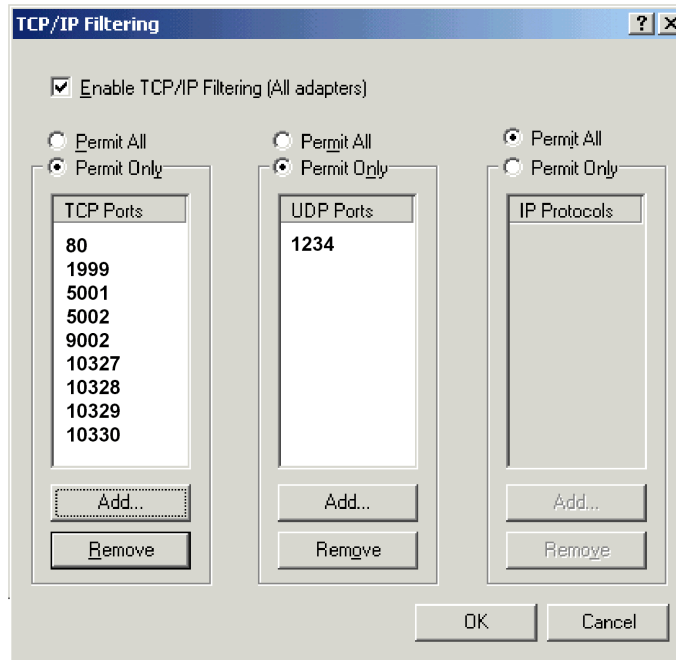 TCP/IP Filtering
Enable TCP/IP Filtering (All adapters)
Permit All
Permit Only
TCP Ports
80
1999
5001
5002
9002
10327
10328
10329
10330
Add...
Remove
Permit All
Permit Only
UDP Ports
1234
Add...
Remove
Permit All
Permit Only
IP Protocols
Add...
Remove
OK
Cancel